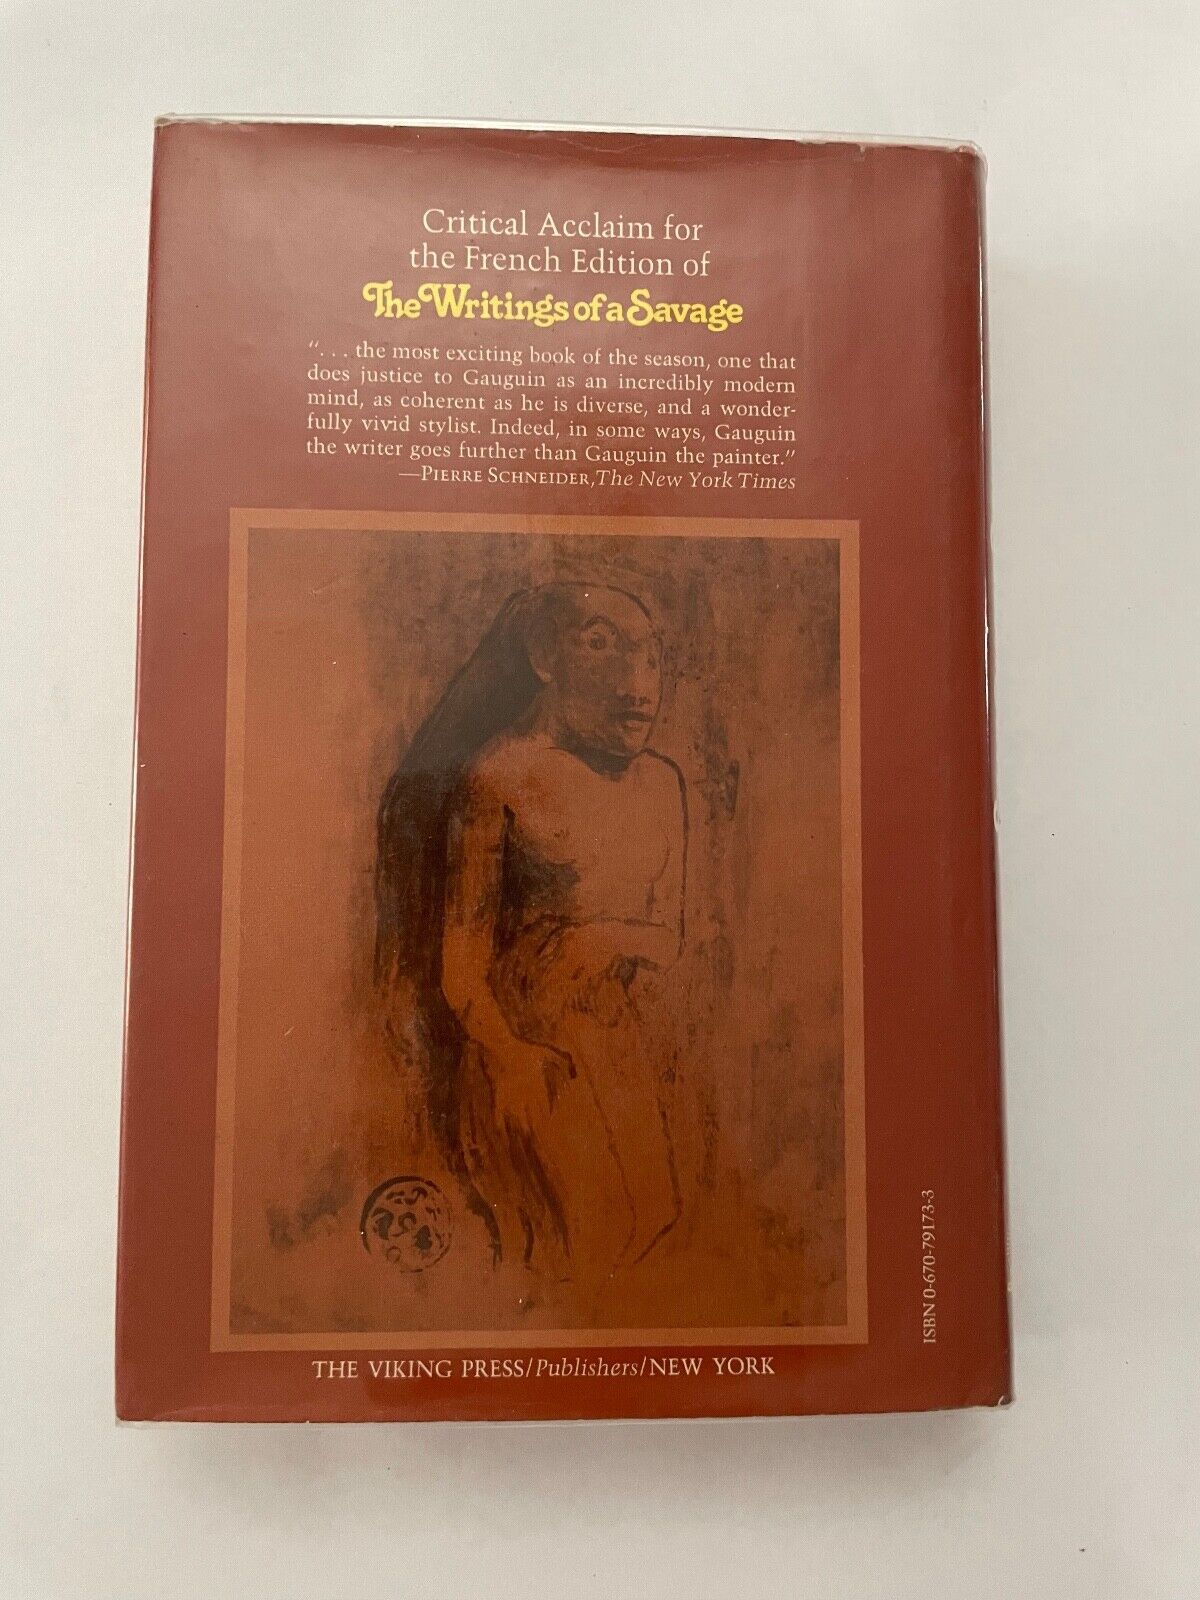 Critical Acclaim for
the French Edition of
The Writings of a Savage
“. . . the most exciting book of the season, one that
does justice to Gauguin as an incredibly modern
mind, as coherent as he is diverse, and a wonder-
fully vivid stylist. Indeed, in some ways, Gauguin
the writer goes further than Gauguin the painter.”
—PIERRE SCHNEIDER, The New York Times
THE VIKING PRESS/Publishers/NEW YORK
ISBN 0-670-79173-3